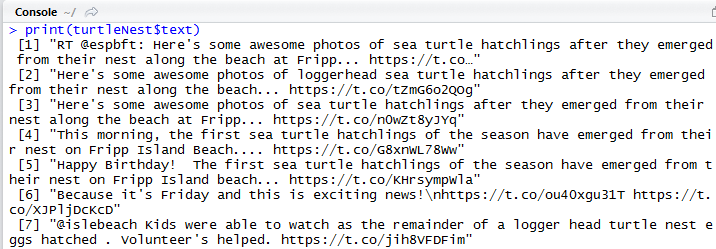 Console ~/
> print(turtleNest$text)
[1] "RT @espbft: Here's some awesome photos of sea turtle hatchlings after they emerged
 from their nest along the beach at Fripp... https://t.co…"
[2] "Here's some awesome photos of loggerhead sea turtle hatchlings after they emerged
from their nest along the beach... https://t.co/tZmG6o2QOg"
[3] "Here's some awesome photos of sea turtle hatchlings after they emerged from their
nest along the beach at Fripp... https://t.co/n0wZt8yJYq"
[4] "This morning, the first sea turtle hatchlings of the season have emerged from thei
r nest on Fripp Island Beach.... https://t.co/G8xnWL78Ww"
[5] "Happy Birthday!  The first sea turtle hatchlings of the season have emerged from t
heir nest on Fripp Island beach... https://t.co/KHrsympWla"
[6] "Because it's Friday and this is exciting news!\nhttps://t.co/ou40xgu31T https://t.
co/XJPljDcKcD"
[7] "@islebeach Kids were able to watch as the remainder of a logger head turtle nest e
ggs hatched . Volunteer's helped. https://t.co/jih8VFDFim"